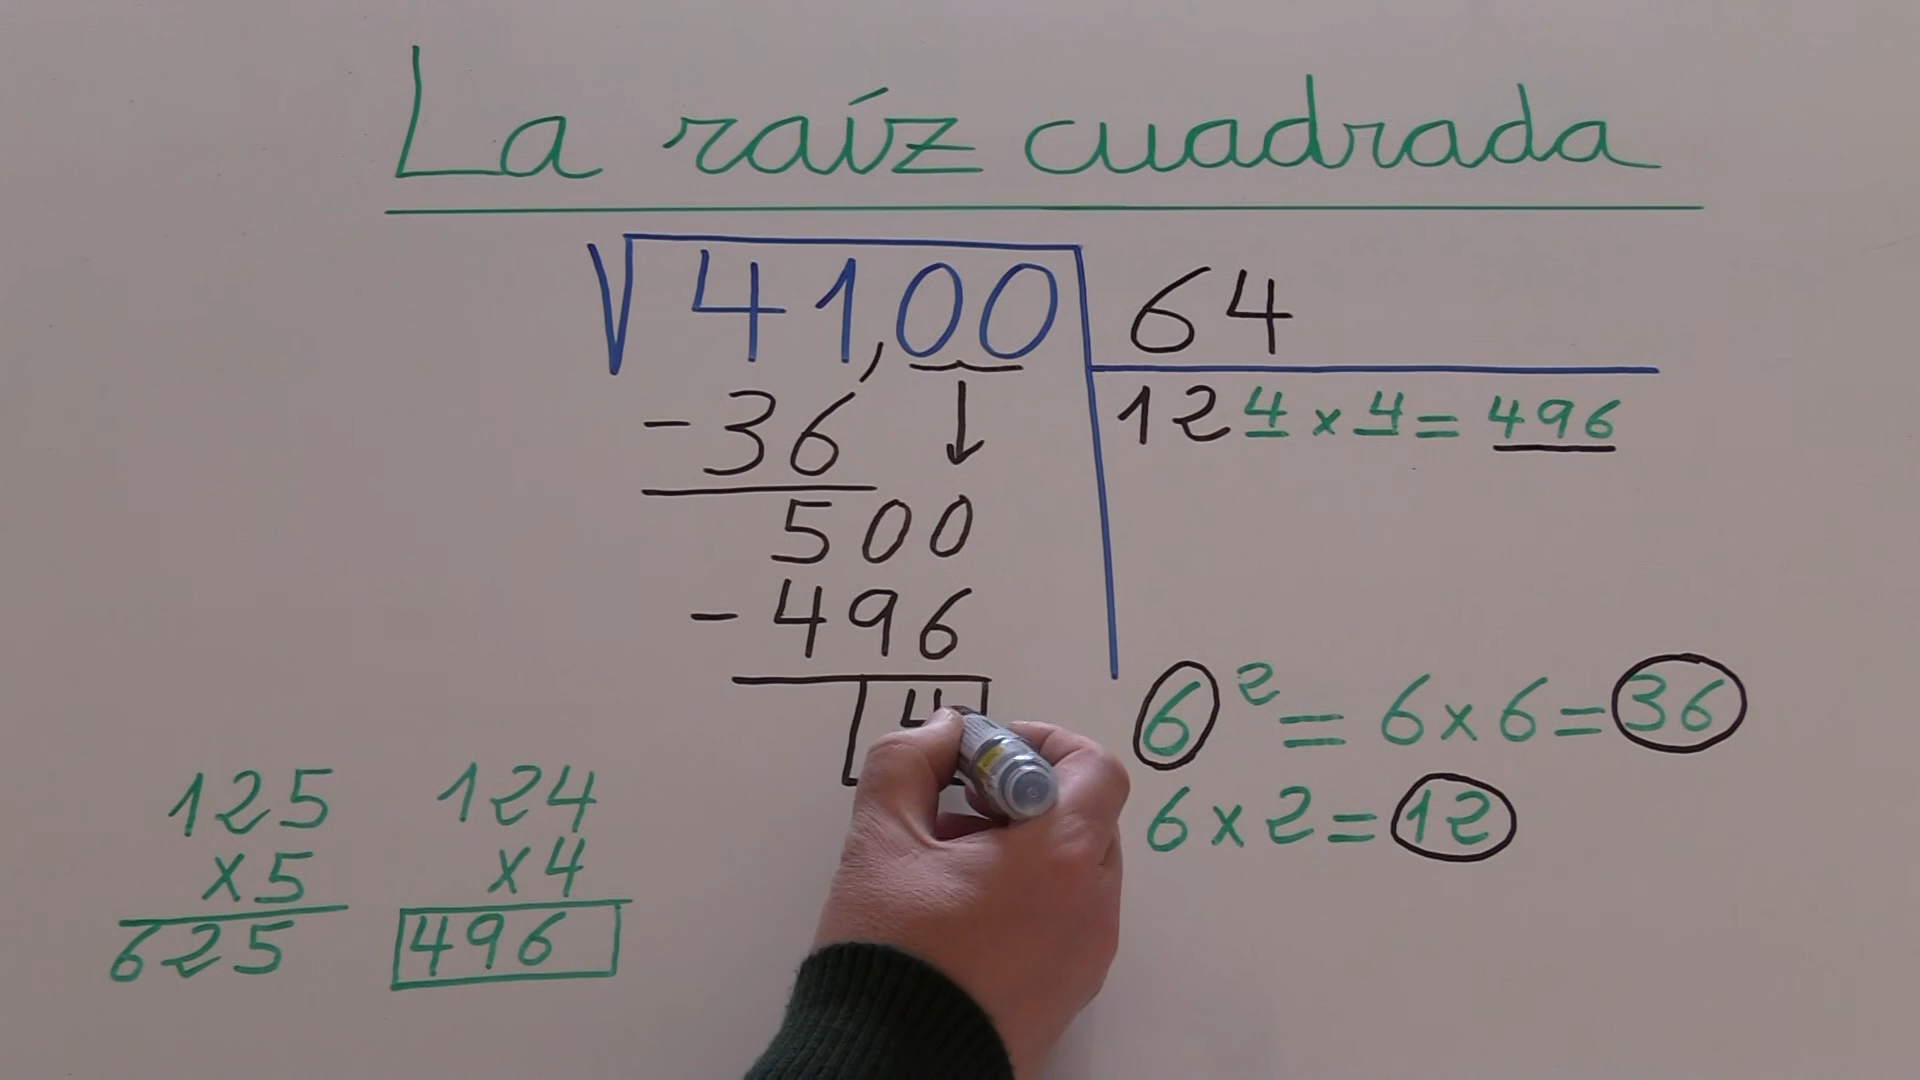 La raíz cuadrada
√41,00 64
-36 124 x 4 = 496
500
-496
4
6² = 6 x 6 = 36
6 x 2 = 12
125 124
x5 x4
625 496